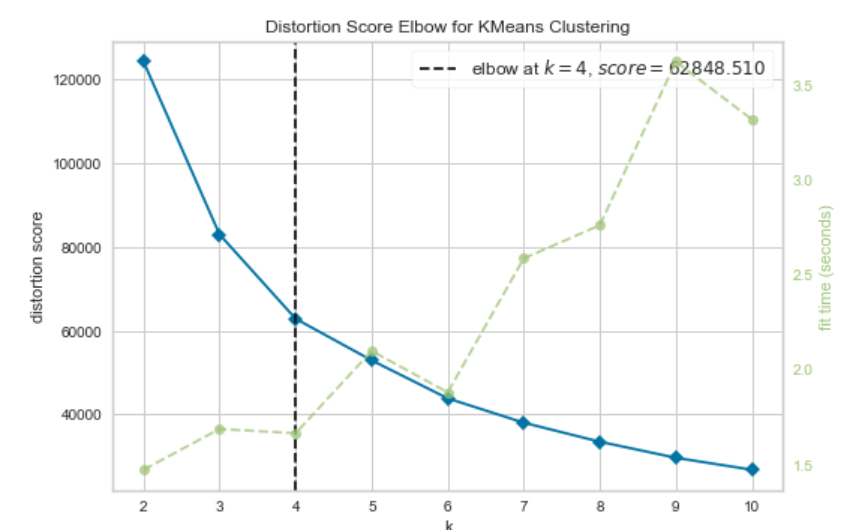 Distortion Score Elbow for KMeans Clustering
elbow at k = 4, score = 62848.510
120000
100000
80000
60000
40000
distortion score
3.5
3.0
2.5
2.0
1.5
fit time (seconds)
2 3 4 5 6 7 8 9 10
k